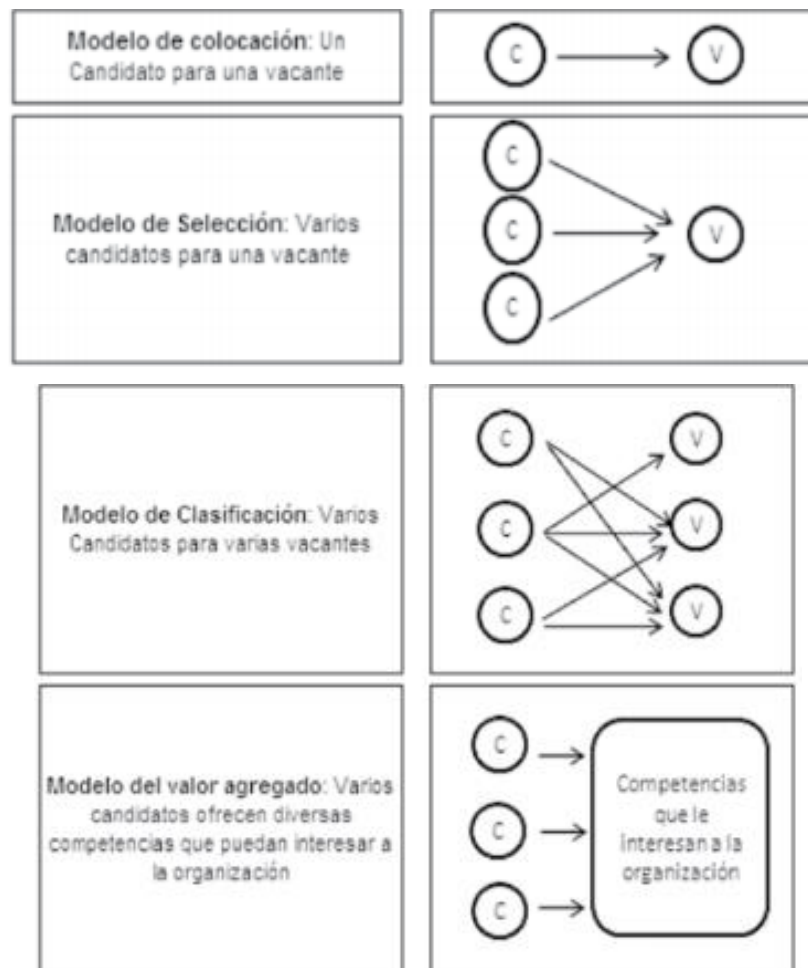 Modelo de colocación: Un
Candidato para una vacante
C
V
Modelo de Selección: Varios
candidatos para una vacante
C
C
C
V
Modelo de Clasificación: Varios
Candidatos para varias vacantes
C
V
C
V
C
V
Modelo del valor agregado: Varios
candidatos ofrecen diversas
competencias que puedan interesar a
la organización
C
C
C
Competencias
que le
interesan a la
organización